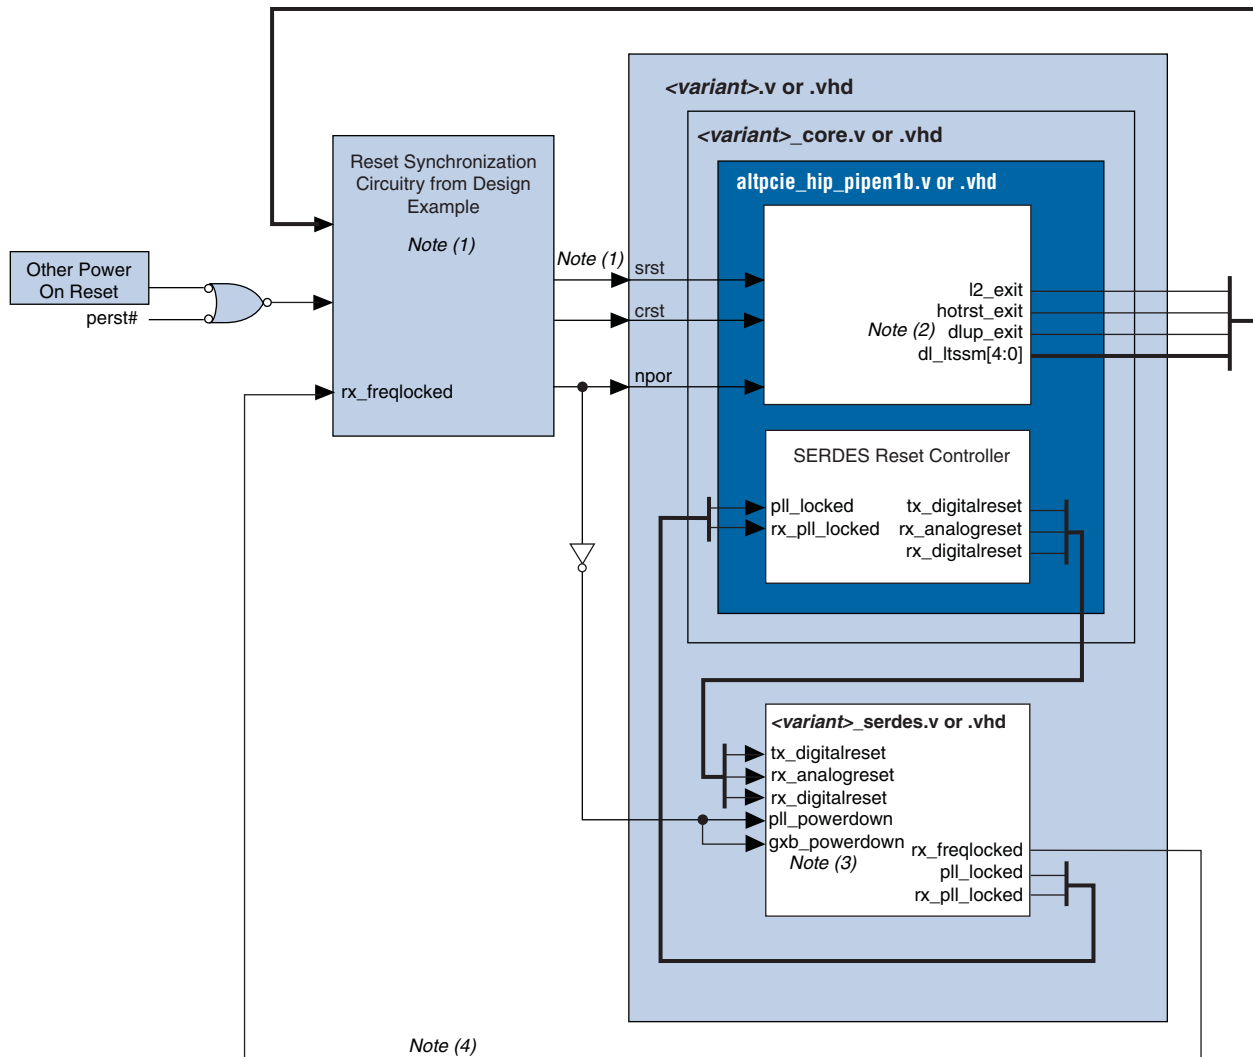 <variant>.v or .vhd
<variant>_core.v or .vhd
altpcie_hip_pipen1b.v or .vhd
Reset Synchronization
Circuitry from Design
Example
Note (1)
Note (1)
Other Power
On Reset
perst#
rx_freqlocked
srst
crst
npor
l2_exit
hotrst_exit
Note (2) dlup_exit
dl_ltssm[4:0]
SERDES Reset Controller
pll_locked
rx_pll_locked
tx_digitalreset
rx_analogreset
rx_digitalreset
<variant>_serdes.v or .vhd
tx_digitalreset
rx_analogreset
rx_digitalreset
pll_powerdown
gxb_powerdown
Note (3)
rx_freqlocked
pll_locked
rx_pll_locked
Note (4)